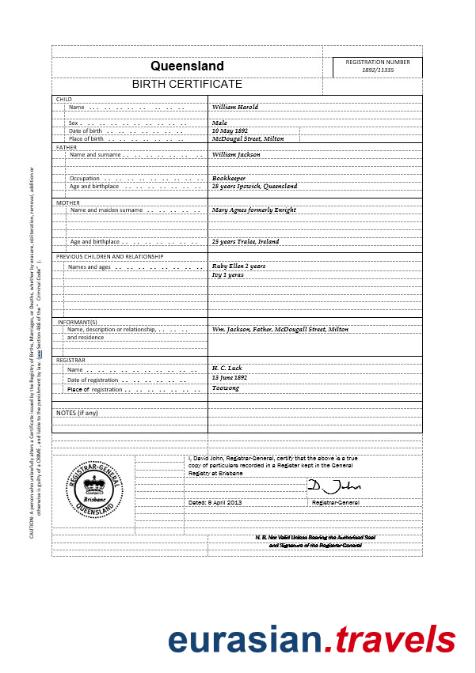 Queensland
REGISTRATION NUMBER
1892/11335
BIRTH CERTIFICATE
CHILD
Name .. .. .. .. .. .. .. .. William Harold
Sex .. .. .. .. .. .. .. .. .. Male
Date of birth .. .. .. .. .. .. .. 10 May 1892
Place of birth .. .. .. .. .. .. .. McDougal Street, Milton
FATHER
Name and surname .. .. .. .. .. .. William Jackson
Occupation .. .. .. .. .. .. .. Bookkeeper
Age and birthplace .. .. .. .. .. .. 28 years Ipswich, Queensland
MOTHER
Name and maiden surname .. .. .. .. .. Mary Agnes formerly Enright
Age and birthplace .. .. .. .. .. .. 25 years Tralee, Ireland
PREVIOUS CHILDREN AND RELATIONSHIP
Names and ages .. .. .. .. .. .. .. Ruby Ellen 2 years
Ivy 1 yeras
INFORMANT(S)
Name, description or relationship, .. .. .. Wm. Jackson, Father, McDougall Street, Milton
and residence
REGISTRAR
Name .. .. .. .. .. .. .. .. H. C. Luck
Date of registration .. .. .. .. .. .. 13 June 1892
Place of registration .. .. .. .. .. .. Toowong
NOTES (if any)
I, David John, Registrar-General, certify that the above is a true
copy of particulars recorded in a Register kept in the General
Registry at Brisbane
D John
Dated: 8 April 2013
Registrar-General
REGISTRAR-GENERAL
Brisbane
QUEENSLAND
N. B. Not Valid Unless Bearing the Authorised Seal
and Signature of the Registrar-General
CAUTION: A person who unlawfully alters a Certificate issued by the Registry of Births, Marriages, or Deaths, whether by erasure, obliteration, removal, addition or
otherwise is guilty of a CRIME, and liable to the punishment by law. Section 486 of the "Criminal Code"
eurasian.travels